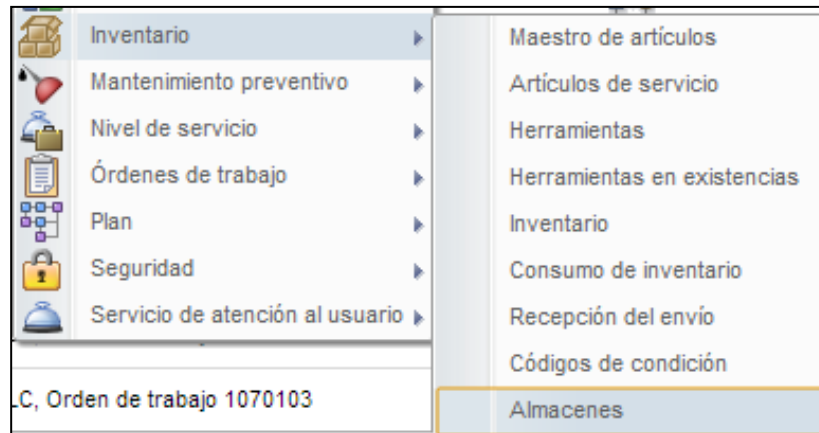 Inventario
Mantenimiento preventivo
Nivel de servicio
Órdenes de trabajo
Plan
Seguridad
Servicio de atención al usuario
LC, Orden de trabajo 1070103
Maestro de artículos
Artículos de servicio
Herramientas
Herramientas en existencias
Inventario
Consumo de inventario
Recepción del envío
Códigos de condición
Almacenes